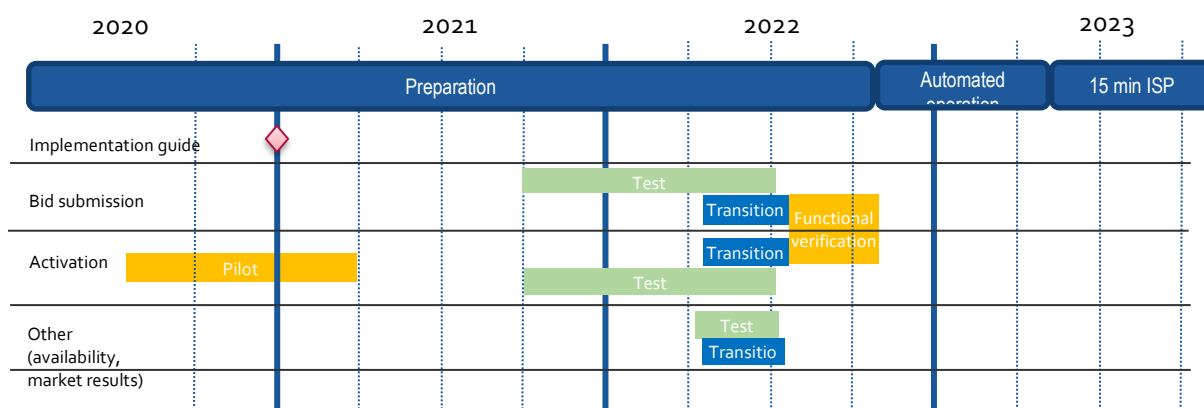 2020 2021 2022 2023
Preparation
Automated
operation
15 min ISP
Implementation guide
Test
Bid submission
Transition
Functional
verification
Activation
Transition
Pilot
Test
Other
(availability,
market results)
Test
Transitio